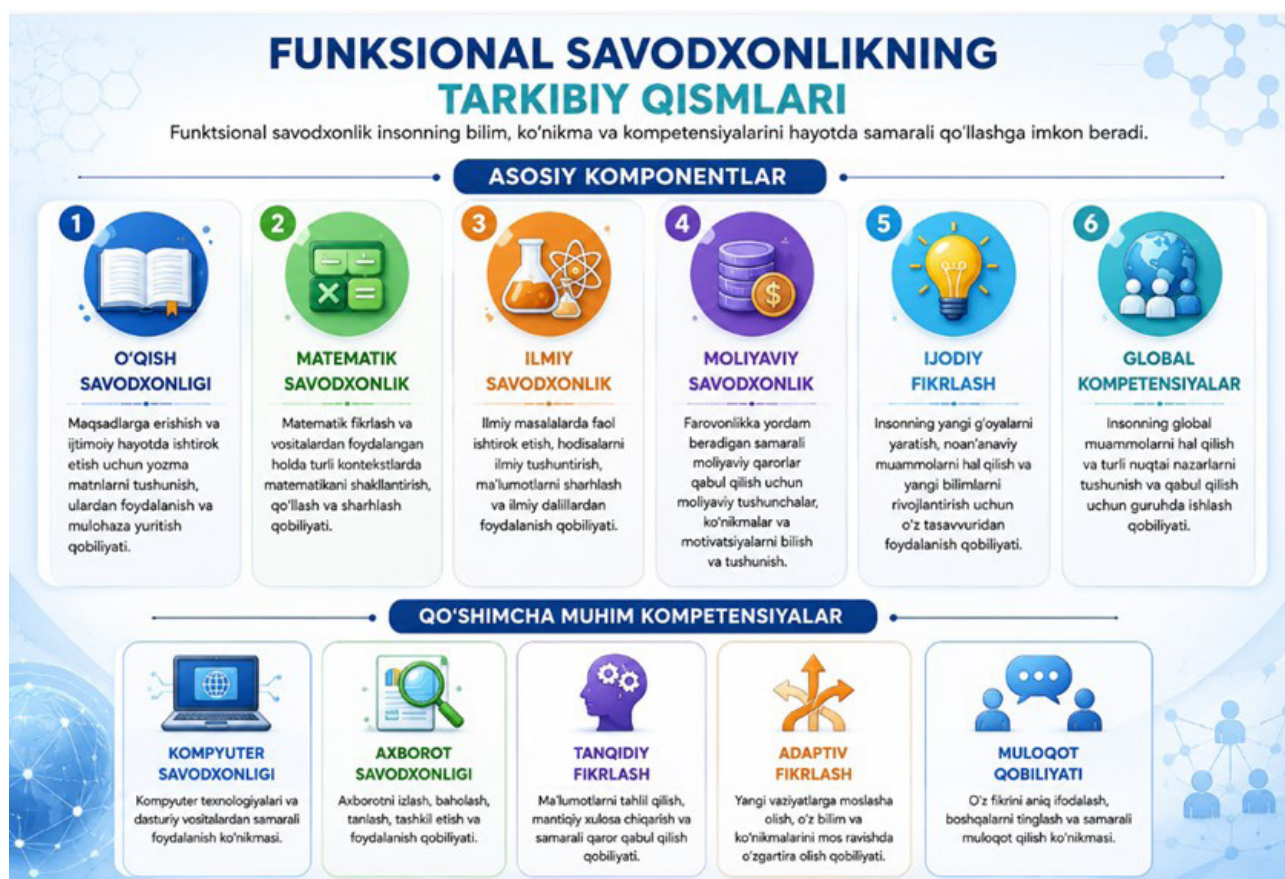 FUNKSIONAL SAVODXONLIKNING
TARKIBIY QISMLARI
Funktsional savodxonlik insonning bilim, ko‘nikma va kompetensiyalarini hayotda samarali qo‘llashga imkon beradi.
ASOSIY KOMPONENTLAR
1
O‘QISH
SAVODXONLIGI
Maqsadlarga erishish va
ijtimoiy hayotda ishtirok
etish uchun yozma
matnlarni tushunish,
ulardan foydalanish va
mulohaza yuritish
qobiliyati.
2
MATEMATIK
SAVODXONLIK
Matematik fikrlash va
vositalardan foydalangan
holda turli kontekstlarda
matematikani shakllantirish,
qo‘llash va sharhlash
qobiliyati.
3
ILMIY
SAVODXONLIK
Ilmiy masalalarda faol
ishtirok etish, hodisalarni
ilmiy tushuntirish,
ma’lumotlarni sharhlash
va ilmiy dalillardan
foydalanish qobiliyati.
4
$
MOLIYAVIY
SAVODXONLIK
Farovonlikka yordam
beradigan samarali
moliyaviy qarorlar
qabul qilish uchun
moliyaviy tushunchalar,
ko‘nikmalar va
motivatsiyalarni bilish
va tushunish.
5
IJODIY
FIKRLASH
Insonning yangi g‘oyalarni
yaratish, noan’anaviy
muammolarni hal qilish va
yangi bilimlarni
rivojlantirish uchun
o‘z tasavvuridan
foydalanish qobiliyati.
6
GLOBAL
KOMPETENSIYALAR
Insonning global
muammolarni hal qilish
va turli nuqtai nazarlarni
tushunish va qabul qilish
uchun guruhda ishlash
qobiliyati.
QO‘SHIMCHA MUHIM KOMPETENSIYALAR
KOMPYUTER
SAVODXONLIGI
Kompyuter texnologiyalari va
dasturiy vositalardan samarali
foydalanish ko‘nikmasi.
AXBOROT
SAVODXONLIGI
Axborotni izlash, baholash,
tanlash, tashkil etish va
foydalanish qobiliyati.
TANQIDIY
FIKRLASH
Ma’lumotlarni tahlil qilish,
mantiqiy xulosa chiqarish va
samarali qaror qabul qilish
qobiliyati.
ADAPTIV
FIKRLASH
Yangi vaziyatlarga moslasha
olish, o‘z bilim va
ko‘nikmalarini mos ravishda
o‘zgartira olish qobiliyati.
MULOQOT
QOBILIYATI
O‘z fikrini aniq ifodalash,
boshqalarni tinglash va samarali
muloqot qilish ko‘nikmasi.